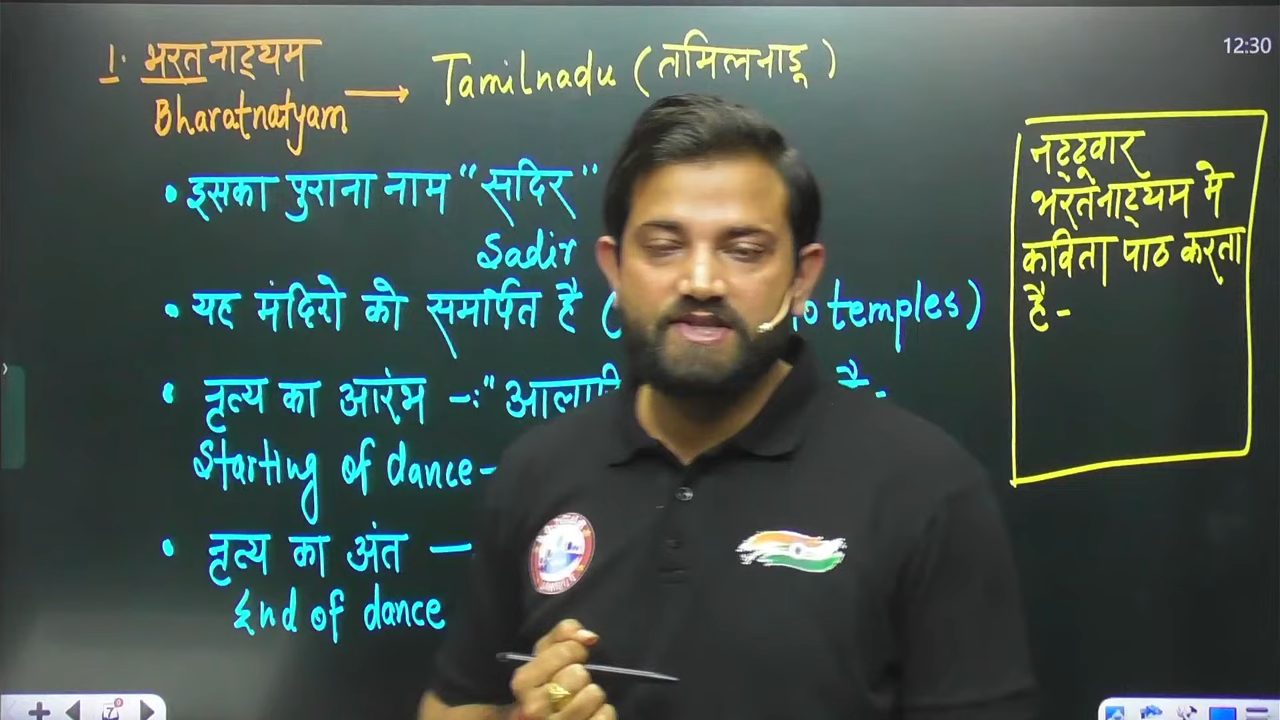 1. भरतनाट्यम
Bharatnatyam → Tamilnadu (तमिलनाडू)
• इसका पुराना नाम "सदिर"
Sadir
• यह मंदिरो को समर्पित है ( temples)
• नृत्य का आरंभ -:" है-
Starting of dance-
• नृत्य का अंत —
End of dance
12:30
नट्टूवार
भरतनाट्यम मे
कविता पाठ करता
है-
7